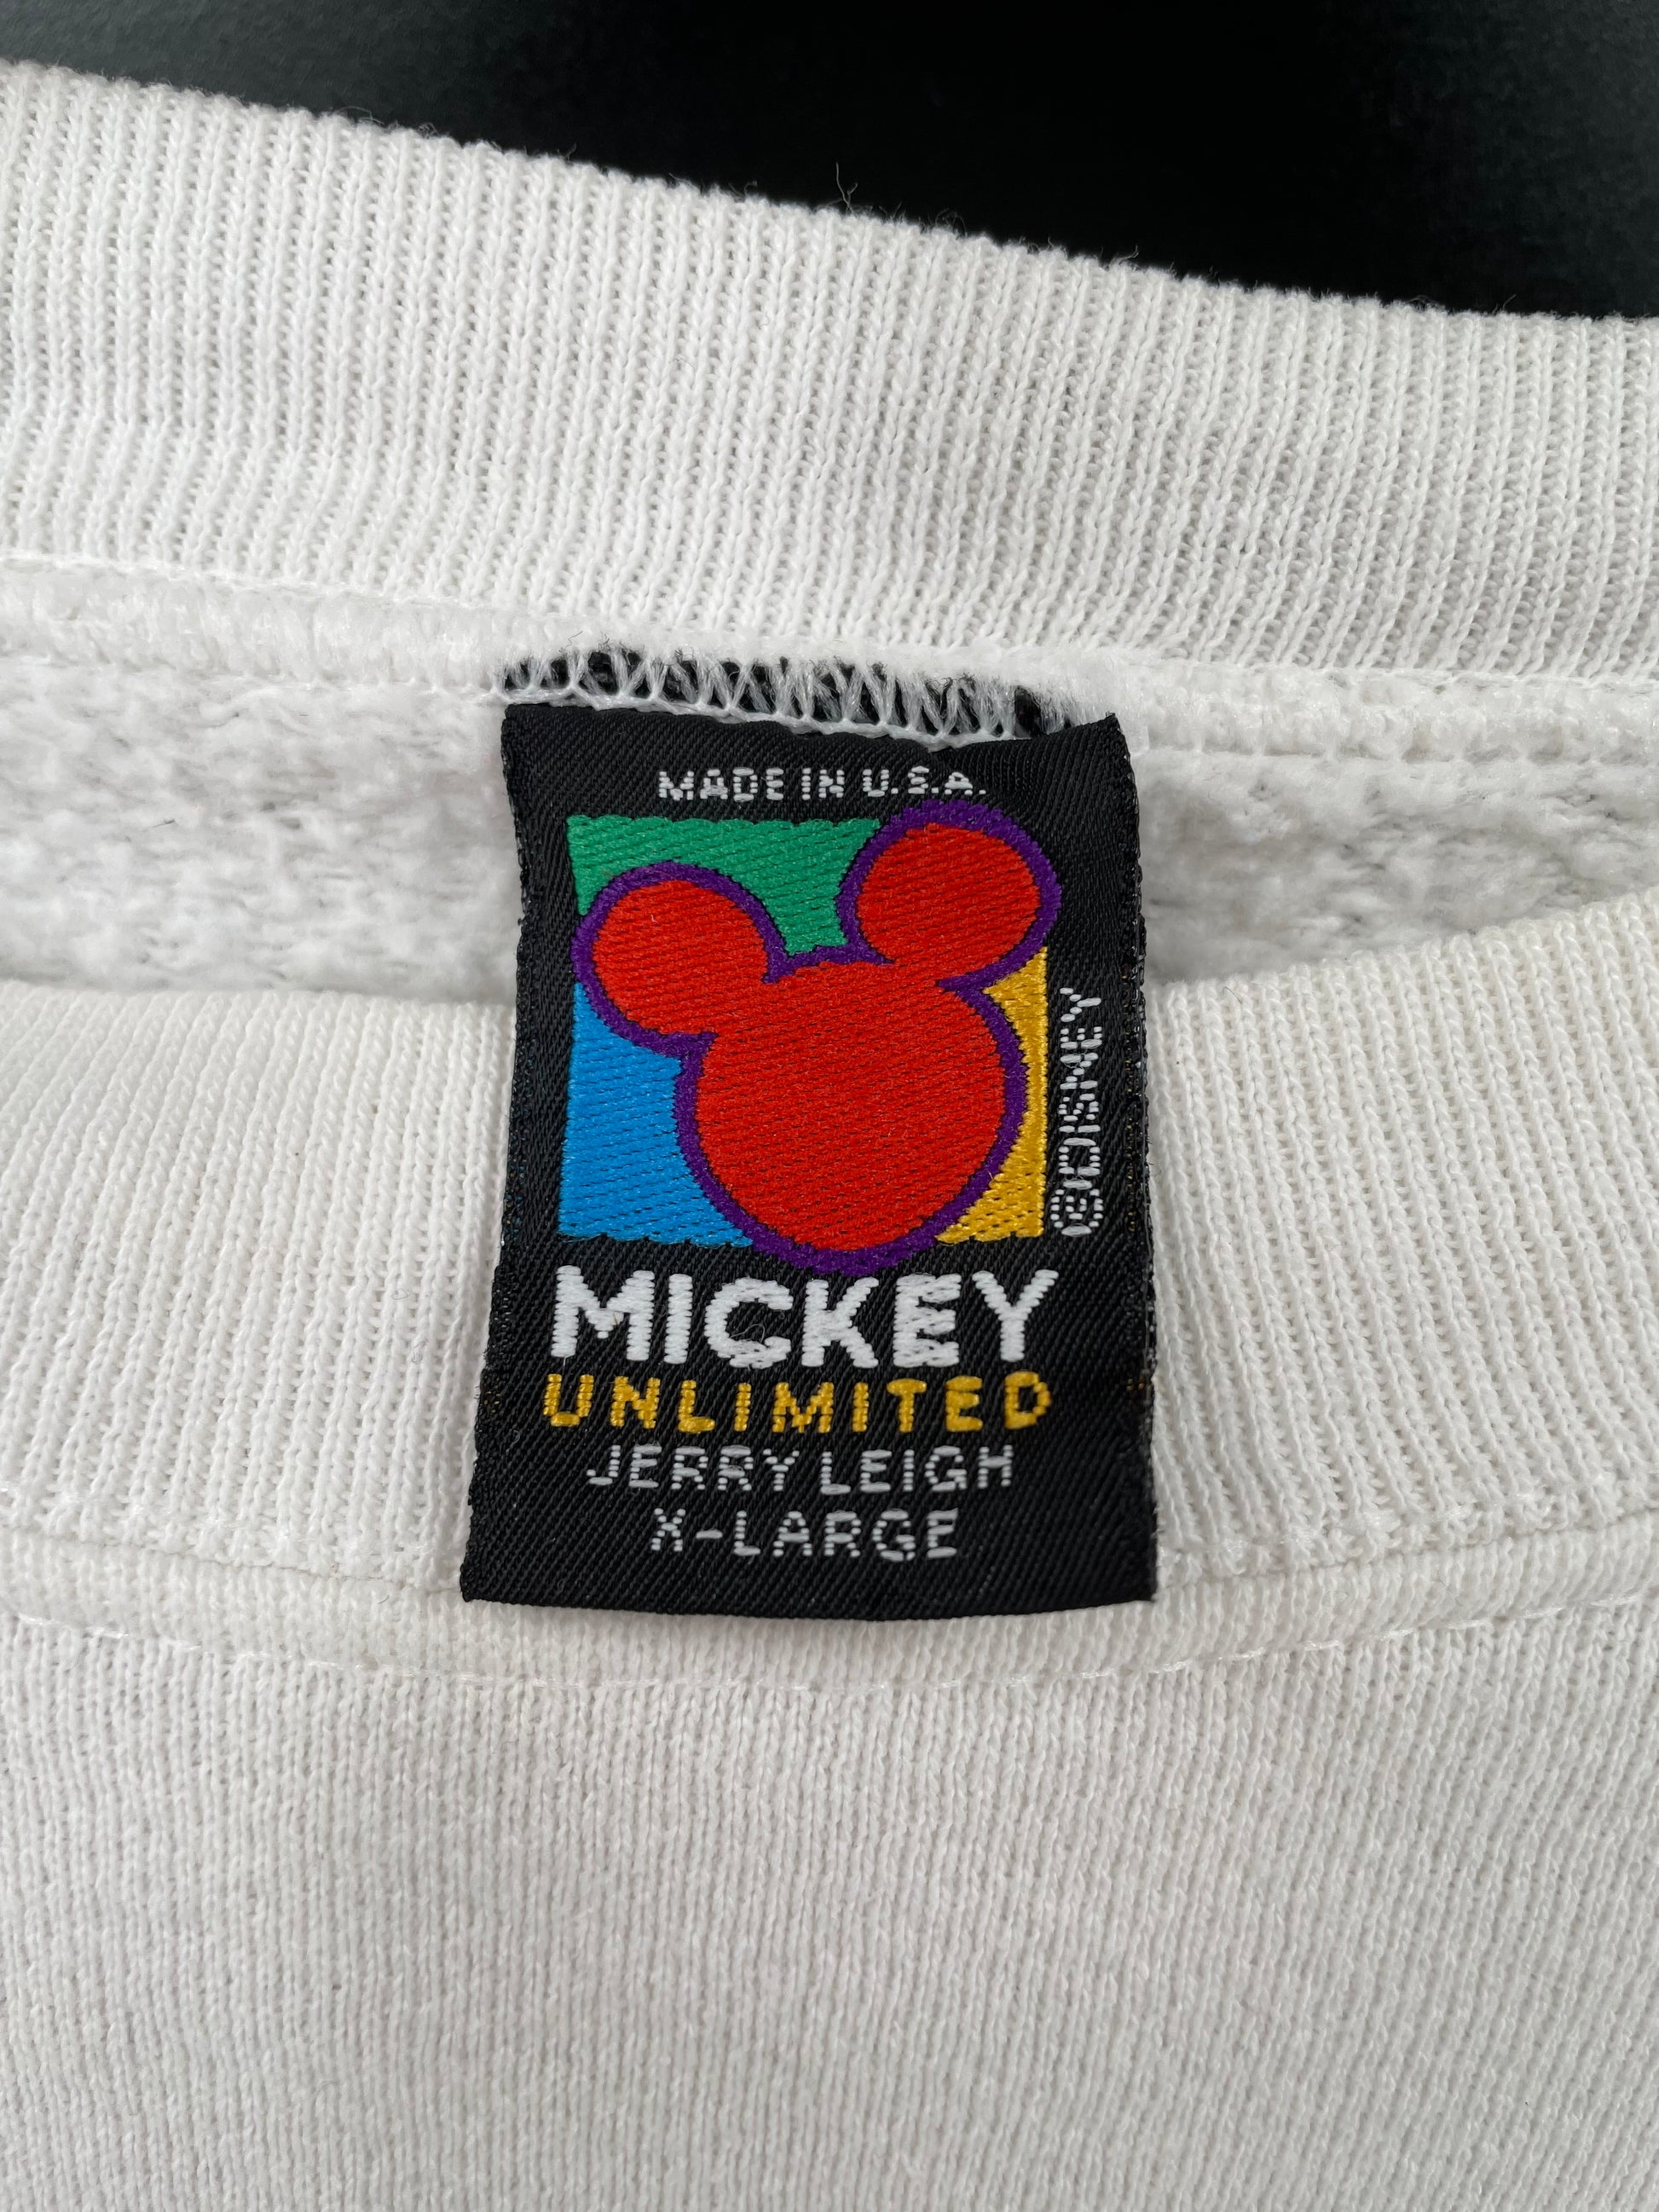 MADE IN U.S.A.
©DISNEY
MICKEY
UNLIMITED
JERRY LEIGH
X-LARGE